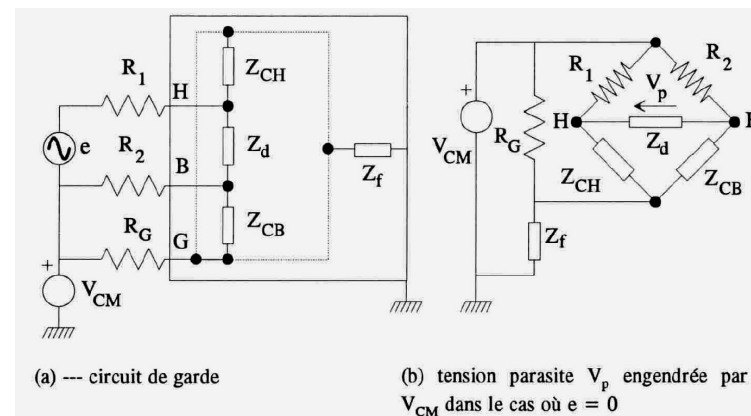 R1
H
ZCH
e
R2
Zd
B
Zf
RG
ZCB
G
+
VCM
R1
R2
Vp
H
Zd
+
VCM
RG
ZCH
ZCB
Zf
(a) --- circuit de garde
(b) tension parasite Vp engendrée par
VCM dans le cas où e = 0